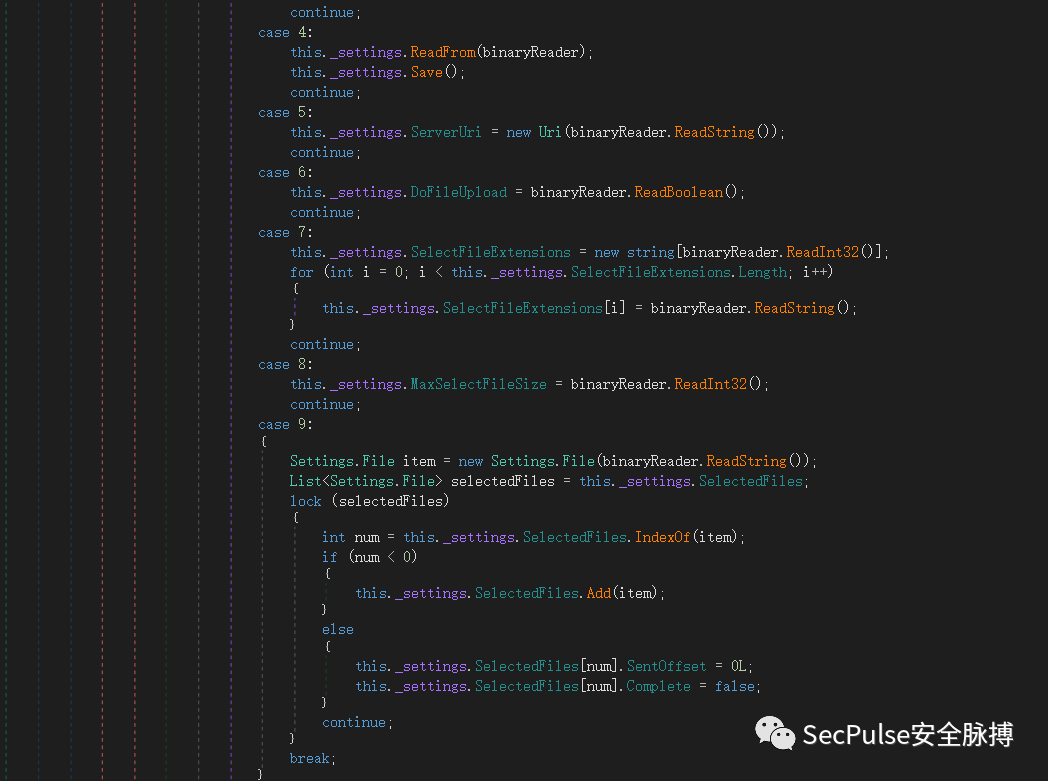 continue;
case 4:
this._settings.ReadFrom(binaryReader);
this._settings.Save();
continue;
case 5:
this._settings.ServerUri = new Uri(binaryReader.ReadString());
continue;
case 6:
this._settings.DoFileUpload = binaryReader.ReadBoolean();
continue;
case 7:
this._settings.SelectFileExtensions = new string[binaryReader.ReadInt32()];
for (int i = 0; i < this._settings.SelectFileExtensions.Length; i++)
{
this._settings.SelectFileExtensions[i] = binaryReader.ReadString();
}
continue;
case 8:
this._settings.MaxSelectFileSize = binaryReader.ReadInt32();
continue;
case 9:
{
Settings.File item = new Settings.File(binaryReader.ReadString());
List<Settings.File> selectedFiles = this._settings.SelectedFiles;
lock (selectedFiles)
{
int num = this._settings.SelectedFiles.IndexOf(item);
if (num < 0)
{
this._settings.SelectedFiles.Add(item);
}
else
{
this._settings.SelectedFiles[num].SentOffset = 0L;
this._settings.SelectedFiles[num].Complete = false;
}
continue;
}
break;
}
SecPulse安全脉搏